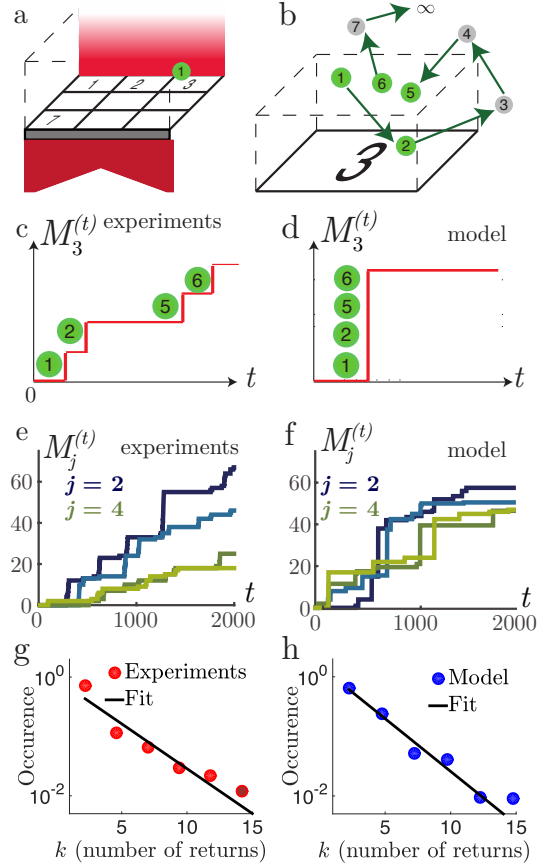 a
b
1
1
2
3
7
7
∞
4
1
6
5
3
2
3
c
M_3^{(t)} experiments
d
M_3^{(t)} model
6
5
2
1
0
t
6
5
2
1
t
e
M_j^{(t)} experiments
j = 2
j = 4
60
40
20
0
0
1000
2000
t
f
M_j^{(t)} model
j = 2
j = 4
60
40
20
0
0
1000
2000
t
g
Experiments
Fit
10^0
10^{-2}
Occurence
5
10
15
k (number of returns)
h
Model
Fit
10^0
10^{-2}
Occurence
5
10
15
k (number of returns)